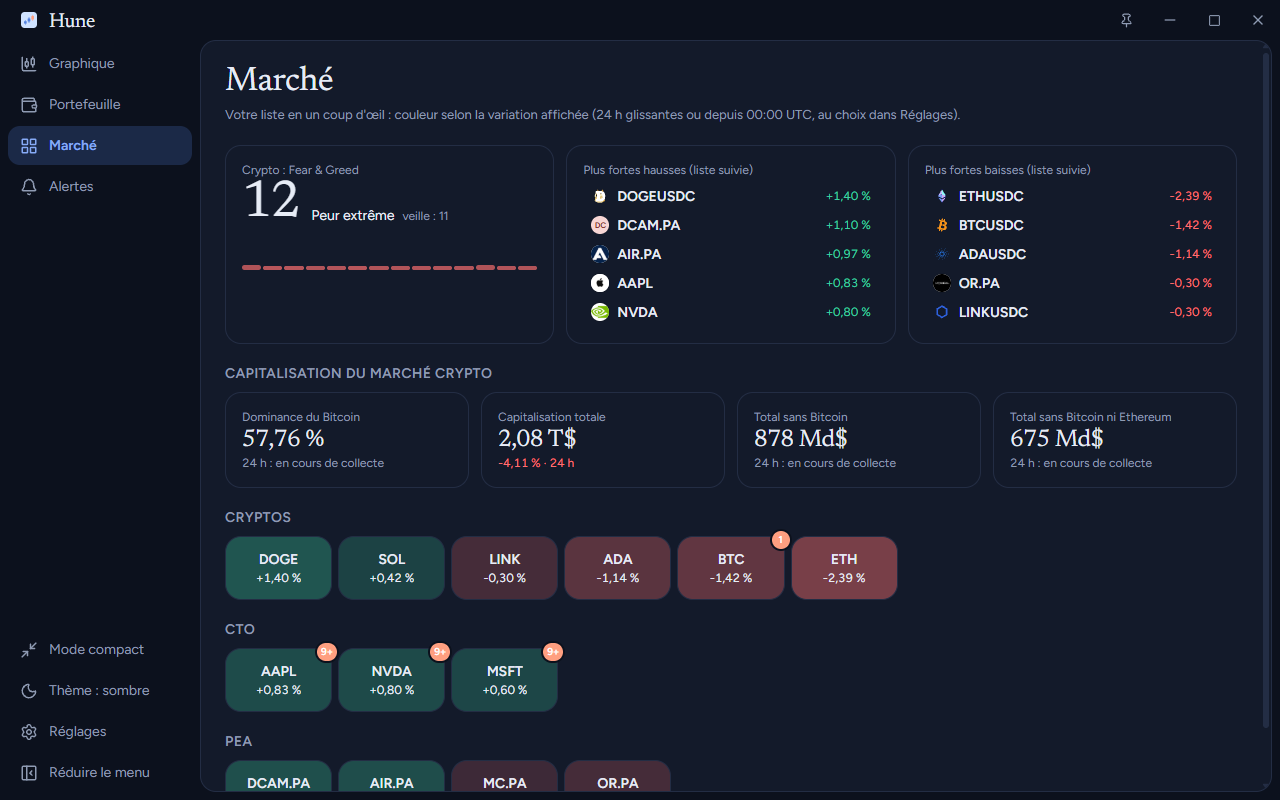 Hune
Graphique
Portefeuille
Marché
Alertes
Mode compact
Thème : sombre
Réglages
Réduire le menu
Marché
Votre liste en un coup d'œil : couleur selon la variation affichée (24 h glissantes ou depuis 00:00 UTC, au choix dans Réglages).
Crypto : Fear & Greed
12 Peur extrême veille : 11
Plus fortes hausses (liste suivie)
DOGEUSDC +1,40 %
DC DCAM.PA +1,10 %
AIR.PA +0,97 %
AAPL +0,83 %
NVDA +0,80 %
Plus fortes baisses (liste suivie)
ETHUSDC -2,39 %
BTCUSDC -1,42 %
ADAUSDC -1,14 %
OR.PA -0,30 %
LINKUSDC -0,30 %
CAPITALISATION DU MARCHÉ CRYPTO
Dominance du Bitcoin
57,76 %
24 h : en cours de collecte
Capitalisation totale
2,08 T$
-4,11 % · 24 h
Total sans Bitcoin
878 Md$
24 h : en cours de collecte
Total sans Bitcoin ni Ethereum
675 Md$
24 h : en cours de collecte
CRYPTOS
DOGE
+1,40 %
SOL
+0,42 %
LINK
-0,30 %
ADA
-1,14 %
1
BTC
-1,42 %
ETH
-2,39 %
CTO
9+
AAPL
+0,83 %
9+
NVDA
+0,80 %
9+
MSFT
+0,60 %
PEA
DCAM.PA
AIR.PA
MC.PA
OR.PA